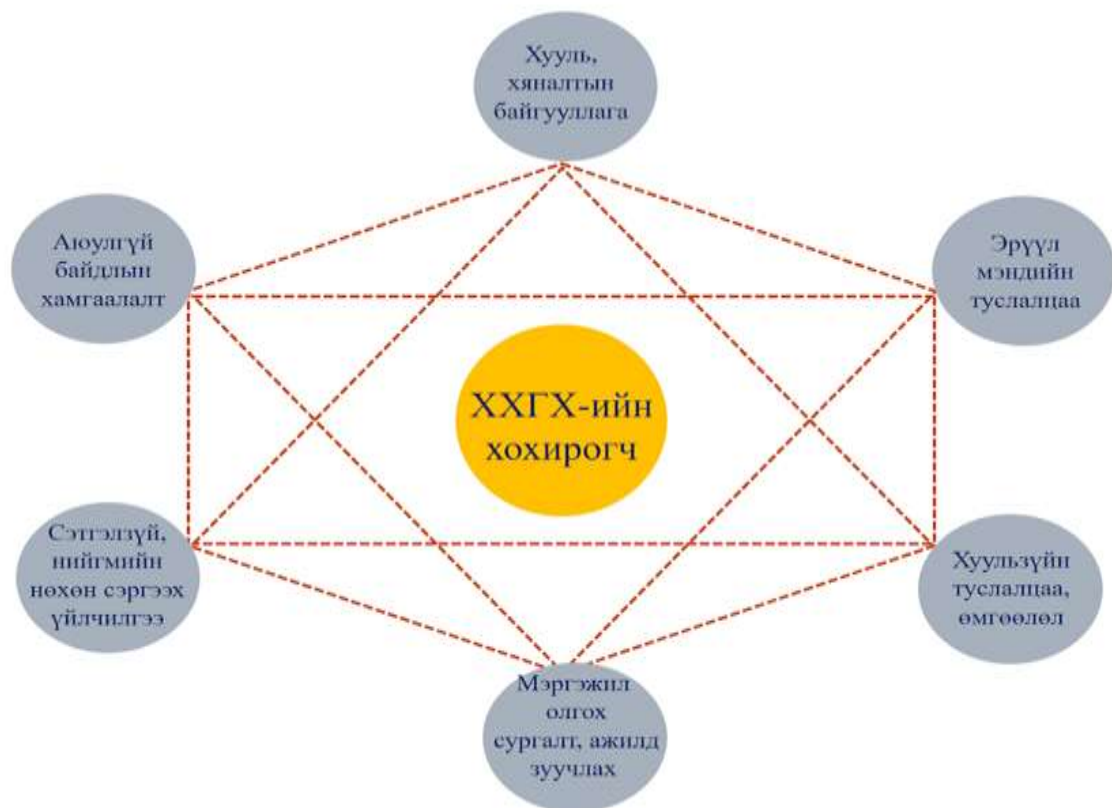 Хууль,
хяналтын
байгууллага
Аюулгүй
байдлын
хамгаалалт
Эрүүл
мэндийн
туслалцаа
ХХГХ-ийн
хохирогч
Сэтгэлзүй,
нийгмийн
нөхөн сэргээх
үйлчилгээ
Хуульзүйн
туслалцаа,
өмгөөлөл
Мэргэжил
олгох
сургалт, ажилд
зуучлах